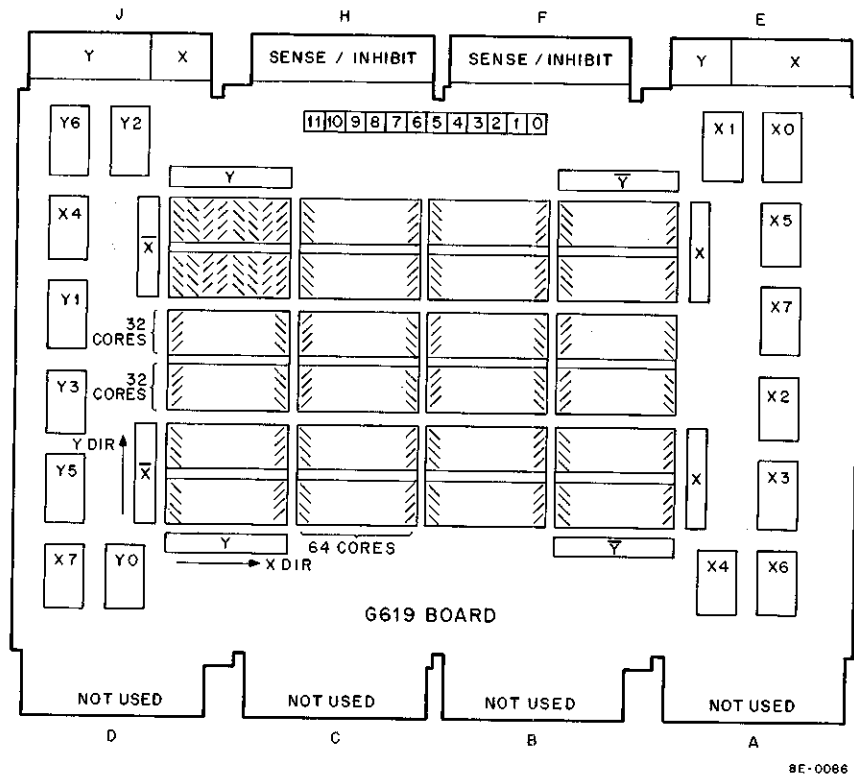 J H F E
Y X SENSE / INHIBIT SENSE / INHIBIT Y X
11 10 9 8 7 6 5 4 3 2 1 0
Y6 Y2 X1 X0
Y Y̅
X4 X̅ X X5
Y1 X7
32
CORES
Y3 X2
32
CORES
Y DIR
Y5 X̅ X X3
Y Y̅
64 CORES
X DIR
X7 Y0 X4 X6
G619 BOARD
NOT USED NOT USED NOT USED NOT USED
D C B A
8E-0086